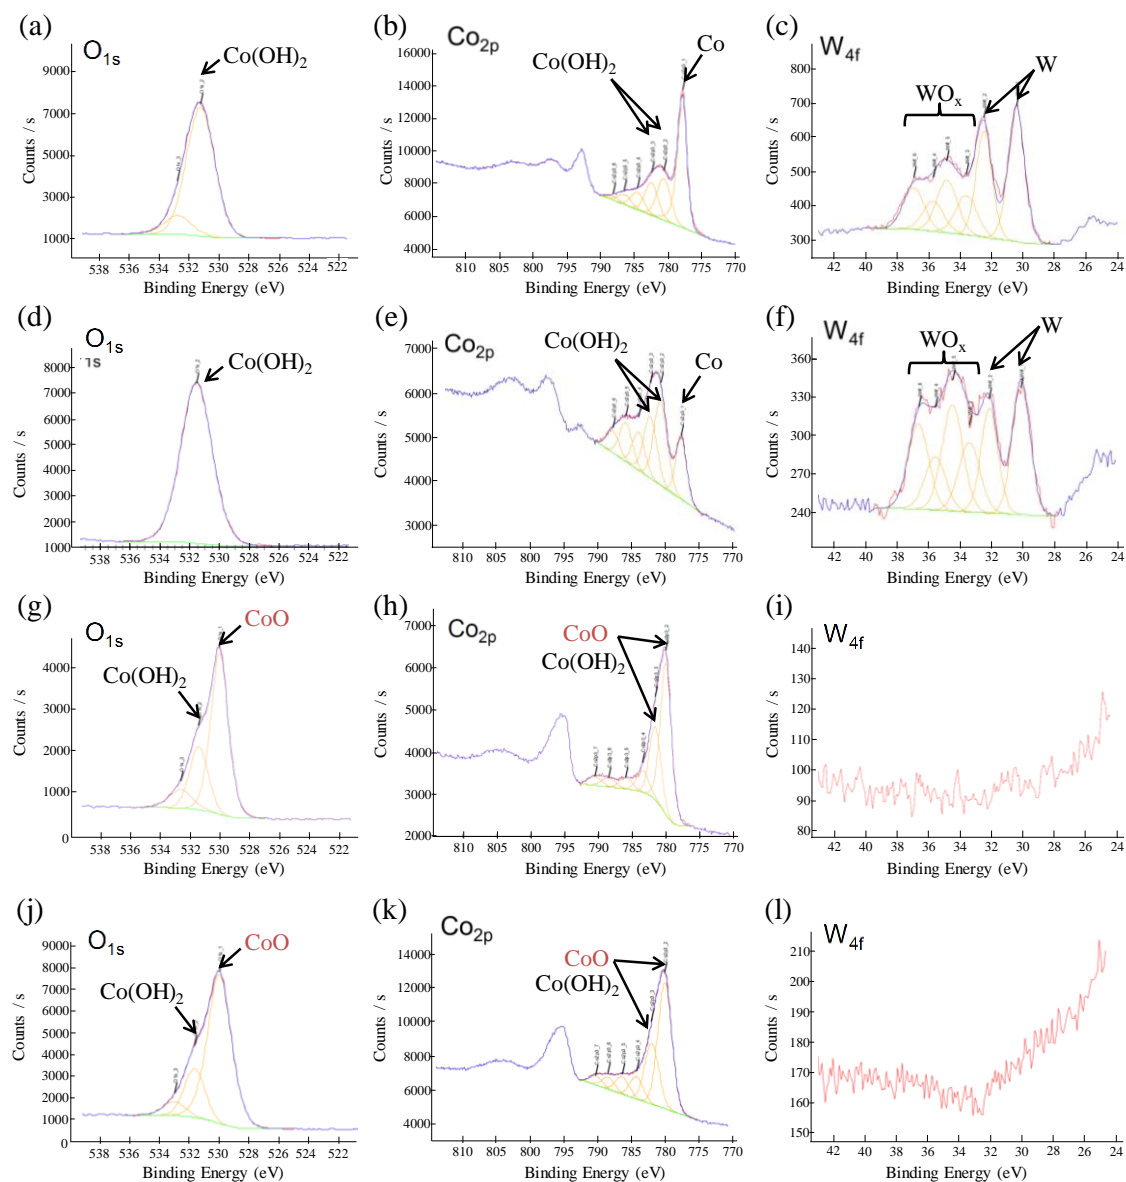 (a)
O1s
Co(OH)2
9000
7000
5000
3000
1000
Counts / s
538 536 534 532 530 528 526 524 522
Binding Energy (eV)
(b)
Co2p
Co(OH)2
Co
16000
14000
12000
10000
8000
6000
4000
Counts / s
815 810 805 800 795 790 785 780 775 770
Binding Energy (eV)
(c)
W4f
WOx
W
800
700
600
500
400
300
Counts / s
42 40 38 36 34 32 30 28 26 24
Binding Energy (eV)
(d)
O1s
1s
Co(OH)2
8000
7000
6000
5000
4000
3000
2000
1000
Counts / s
538 536 534 532 530 528 526 524 522
Binding Energy (eV)
(e)
Co2p
Co(OH)2
Co
7000
6000
5000
4000
3000
Counts / s
810 805 800 795 790 785 780 775 770
Binding Energy (eV)
(f)
W4f
WOx
W
360
330
300
270
240
Counts / s
42 40 38 36 34 32 30 28 26 24
Binding Energy (eV)
(g)
O1s
CoO
Co(OH)2
4000
3000
2000
1000
0
Counts / s
538 536 534 532 530 528 526 524 522
Binding Energy (eV)
(h)
Co2p
CoO
Co(OH)2
7000
6000
5000
4000
3000
2000
Counts / s
815 810 805 800 795 790 785 780 775 770
Binding Energy (eV)
(i)
W4f
140
130
120
110
100
90
80
Counts / s
42 40 38 36 34 32 30 28 26 24
Binding Energy (eV)
(j)
O1s
CoO
Co(OH)2
9000
8000
7000
6000
5000
4000
3000
2000
1000
0
Counts / s
538 536 534 532 530 528 526 524 522
Binding Energy (eV)
(k)
Co2p
CoO
Co(OH)2
14000
12000
10000
8000
6000
4000
Counts / s
810 805 800 795 790 785 780 775 770
Binding Energy (eV)
(l)
W4f
210
200
190
180
170
160
150
Counts / s
42 40 38 36 34 32 30 28 26 24
Binding Energy (eV)